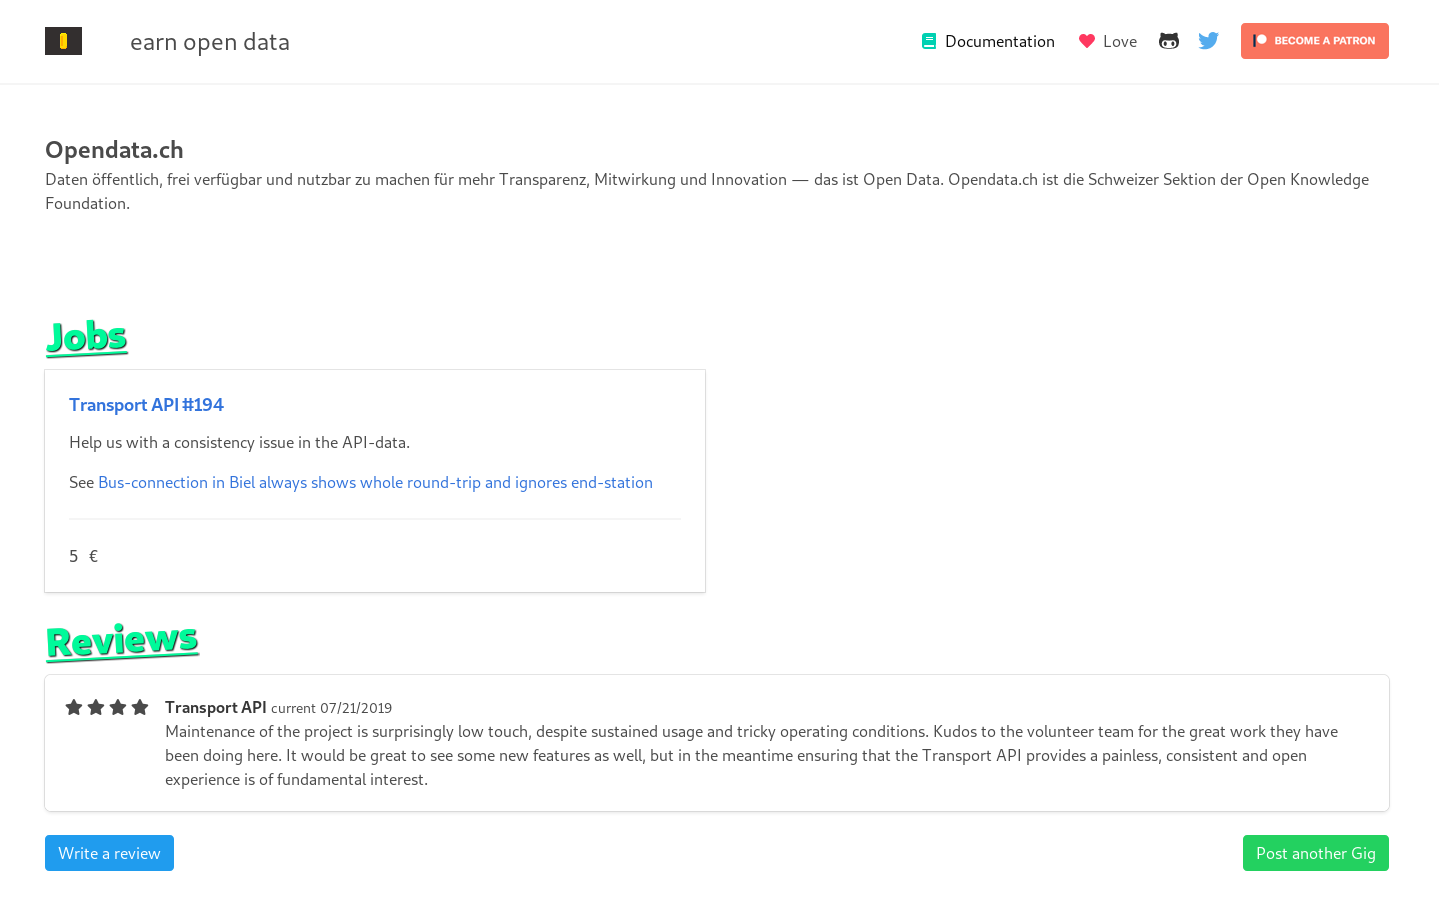 earn open data
Documentation
Love
BECOME A PATRON
Opendata.ch
Daten öffentlich, frei verfügbar und nutzbar zu machen für mehr Transparenz, Mitwirkung und Innovation — das ist Open Data. Opendata.ch ist die Schweizer Sektion der Open Knowledge
Foundation.
Jobs
Transport API #194
Help us with a consistency issue in the API-data.
See Bus-connection in Biel always shows whole round-trip and ignores end-station
5 €
Reviews
Transport API current 07/21/2019
Maintenance of the project is surprisingly low touch, despite sustained usage and tricky operating conditions. Kudos to the volunteer team for the great work they have
been doing here. It would be great to see some new features as well, but in the meantime ensuring that the Transport API provides a painless, consistent and open
experience is of fundamental interest.
Write a review
Post another Gig